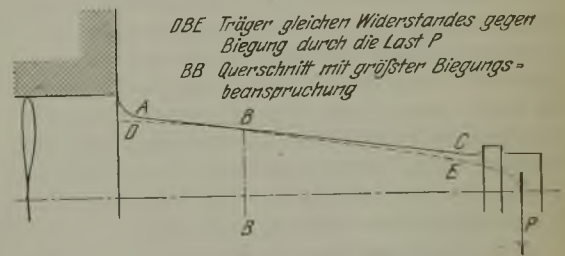 DBE Träger gleichen Widerstandes gegen
Biegung durch die Last P
BB Querschnitt mit größter Biegungs=
beanspruchung
A
D
B
C
E
B
P